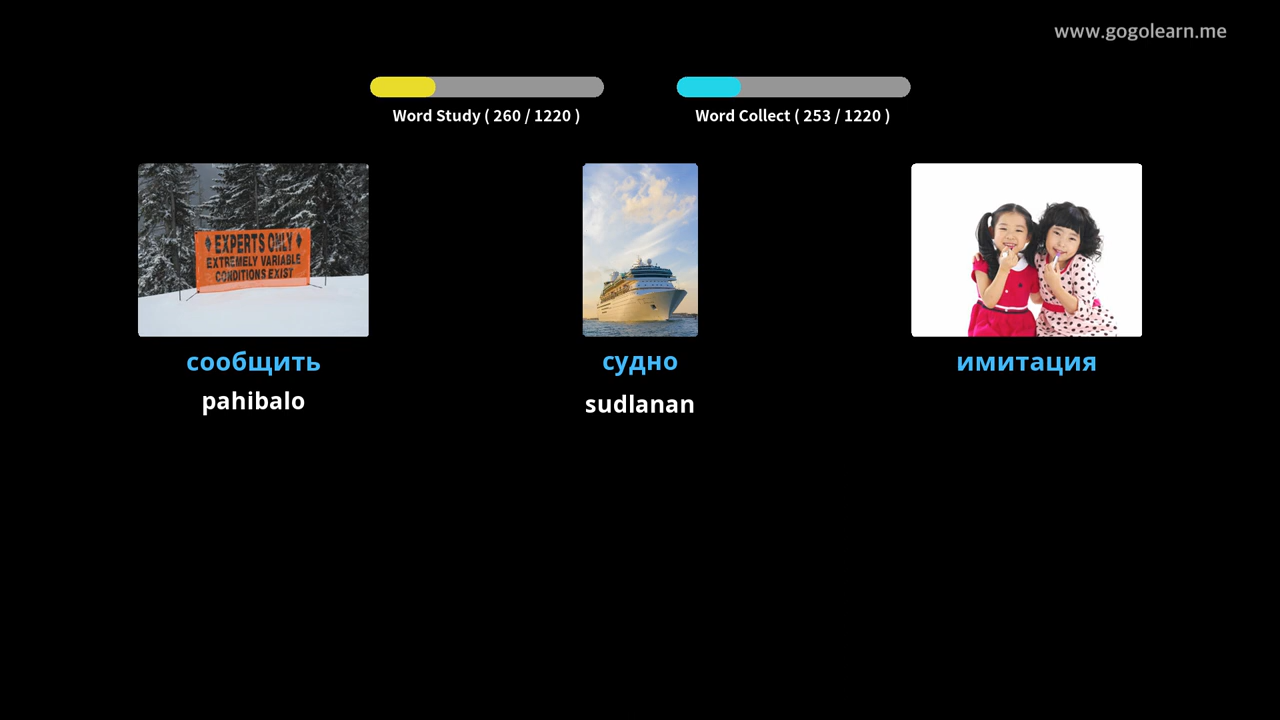 www.gogolearn.me
Word Study ( 260 / 1220 )
Word Collect ( 253 / 1220 )
EXPERTS ONLY
EXTREMELY VARIABLE
CONDITIONS EXIST
сообщить
pahibalo
судно
sudlanan
имитация